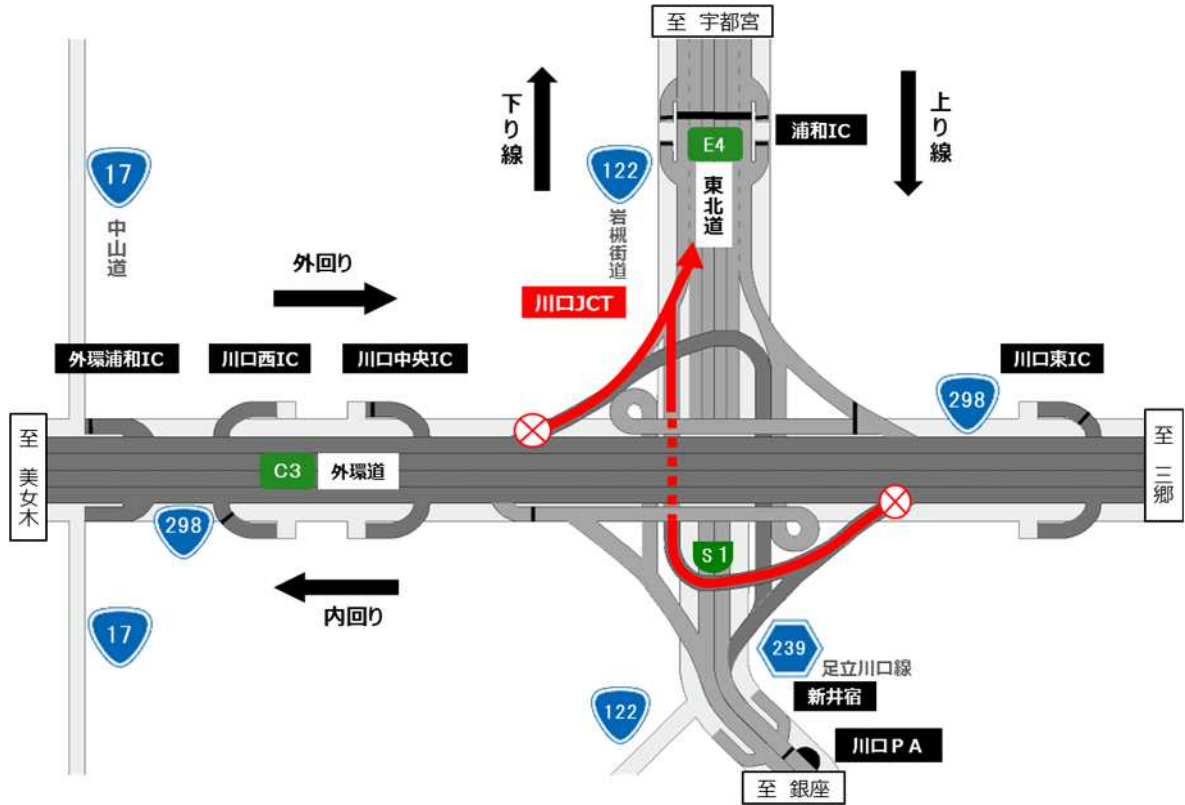 至 宇都宮
下り線
上り線
浦和IC
E4
122
17
東北道
岩槻街道
中山道
外回り
川口JCT
外環浦和IC
川口西IC
川口中央IC
川口東IC
298
至 美女木
C3
外環道
至 三郷
298
S1
内回り
17
239
足立川口線
新井宿
122
川口PA
至 銀座